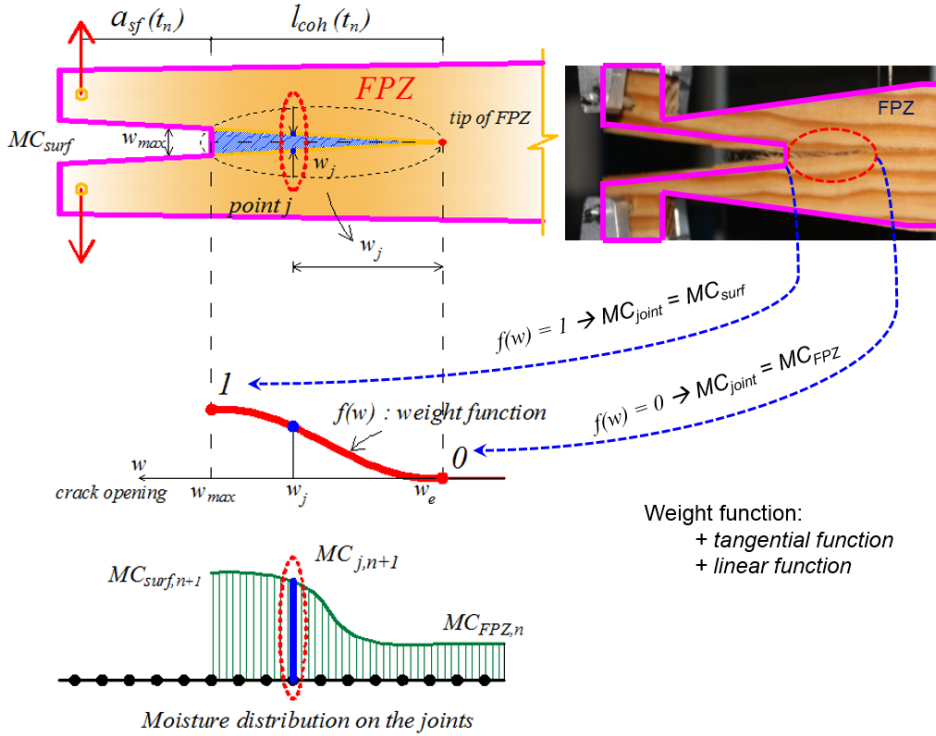 a_sf (t_n)
l_coh (t_n)
FPZ
tip of FPZ
MC_surf
w_max
w_j
point j
w_j
FPZ
f(w) = 1 → MC_joint = MC_surf
f(w) = 0 → MC_joint = MC_FPZ
1
f(w) : weight function
0
w
crack opening
w_max
w_j
w_e
Weight function:
+ tangential function
+ linear function
MC_surf,n+1
MC_j,n+1
MC_FPZ,n
Moisture distribution on the joints